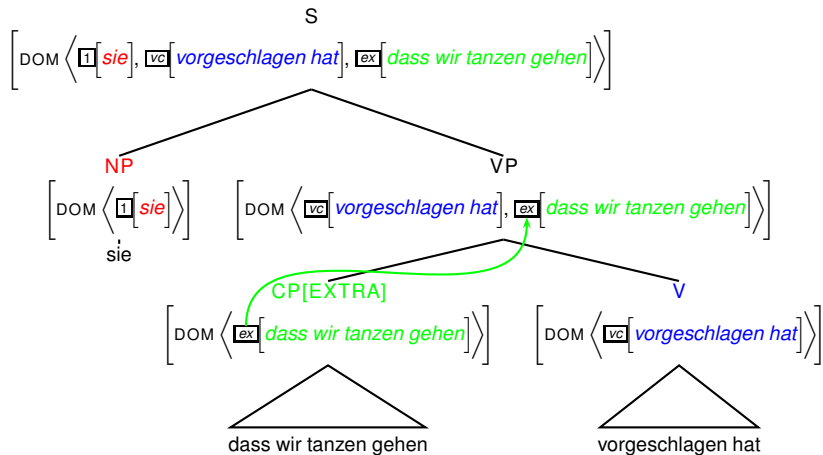 S
[DOM ⟨ 1[sie], vc[vorgeschlagen hat], ex[dass wir tanzen gehen] ⟩]
NP VP
[DOM ⟨ 1[sie] ⟩] [DOM ⟨ vc[vorgeschlagen hat], ex[dass wir tanzen gehen] ⟩]
sie
CP[EXTRA] V
[DOM ⟨ ex[dass wir tanzen gehen] ⟩] [DOM ⟨ vc[vorgeschlagen hat] ⟩]
dass wir tanzen gehen vorgeschlagen hat